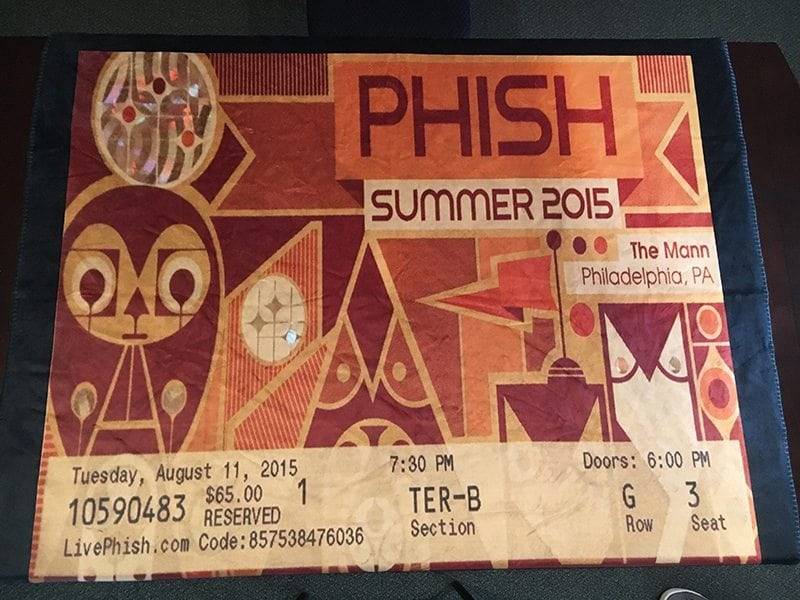 PHISH
SUMMER 2015
The Mann
Philadelphia, PA
Tuesday, August 11, 2015 7:30 PM Doors: 6:00 PM
10590483 $65.00 RESERVED 1 TER-B G 3
Section Row Seat
LivePhish.com Code:857538476036